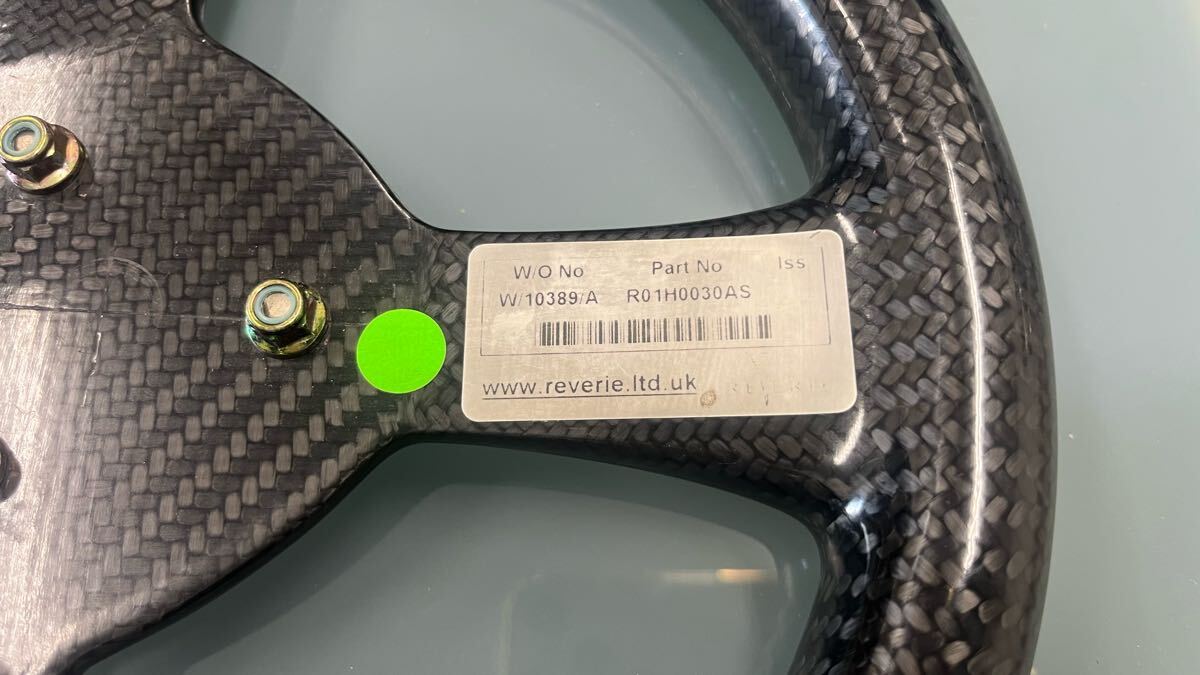 W/O No Part No Iss
W/10389/A R01H0030AS
www.reverie.ltd.uk